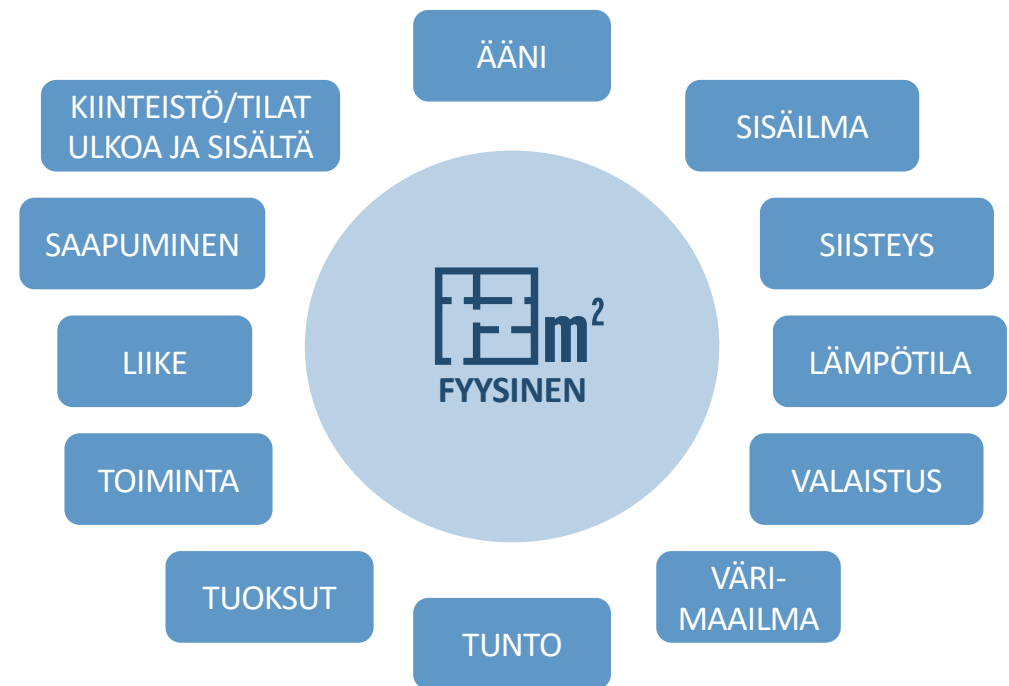 ÄÄNI
KIINTEISTÖ/TILAT
ULKOA JA SISÄLTÄ
SISÄILMA
SAAPUMINEN
SIISTEYS
m²
FYYSINEN
LIIKE
LÄMPÖTILA
TOIMINTA
VALAISTUS
TUOKSUT
VÄRI-
MAAILMA
TUNTO